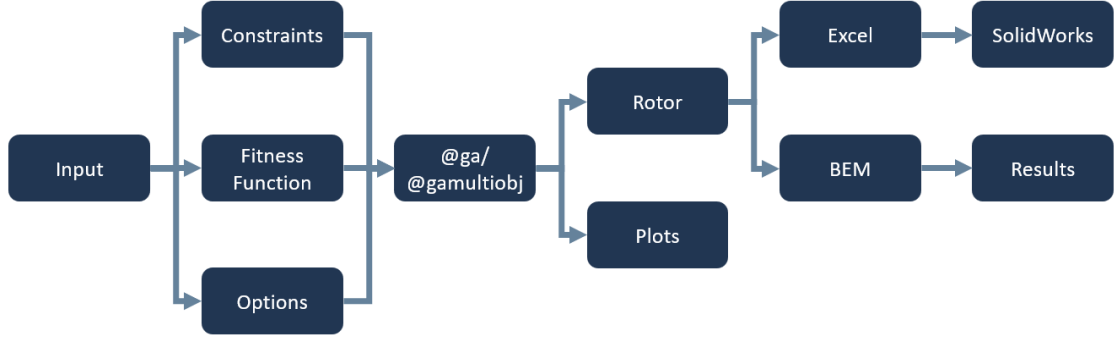 Input
Constraints
Fitness
Function
Options
@ga/
@gamultiobj
Rotor
Plots
Excel
SolidWorks
BEM
Results